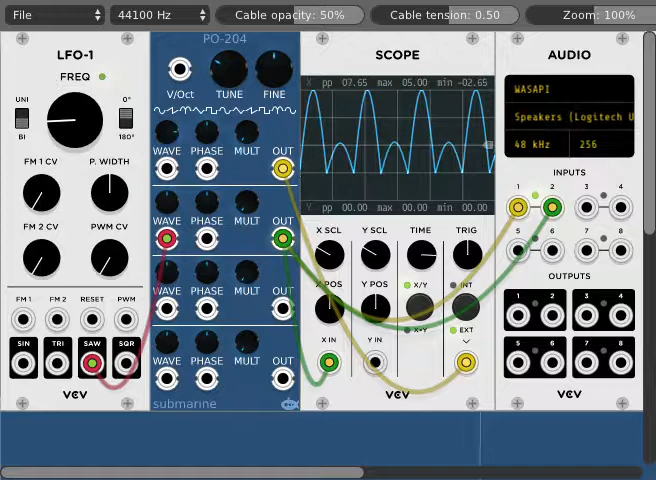 File 44100 Hz Cable opacity: 50% Cable tension: 0.50 Zoom: 100%
LFO-1
FREQ
UNI 0°
BI 180°
FM 1 CV P. WIDTH
FM 2 CV PWM CV
FM 1 FM 2 RESET PWM
SIN TRI SAW SQR
VCV
PO-204
V/Oct TUNE FINE
WAVE PHASE MULT OUT
WAVE PHASE MULT OUT
WAVE PHASE MULT OUT
WAVE PHASE MULT OUT
submarine
SCOPE
X pp 07.65 max 05.00 min -02.65
Y pp 00.00 max 00.00 min 00.00
X SCL Y SCL TIME TRIG
X POS Y POS X/Y INT
X×Y EXT
X IN Y IN
VCV
AUDIO
WASAPI
Speakers (Logitech U
48 kHz 256
INPUTS
1 2 3 4
5 6 7 8
OUTPUTS
1 2 3 4
5 6 7 8
VCV